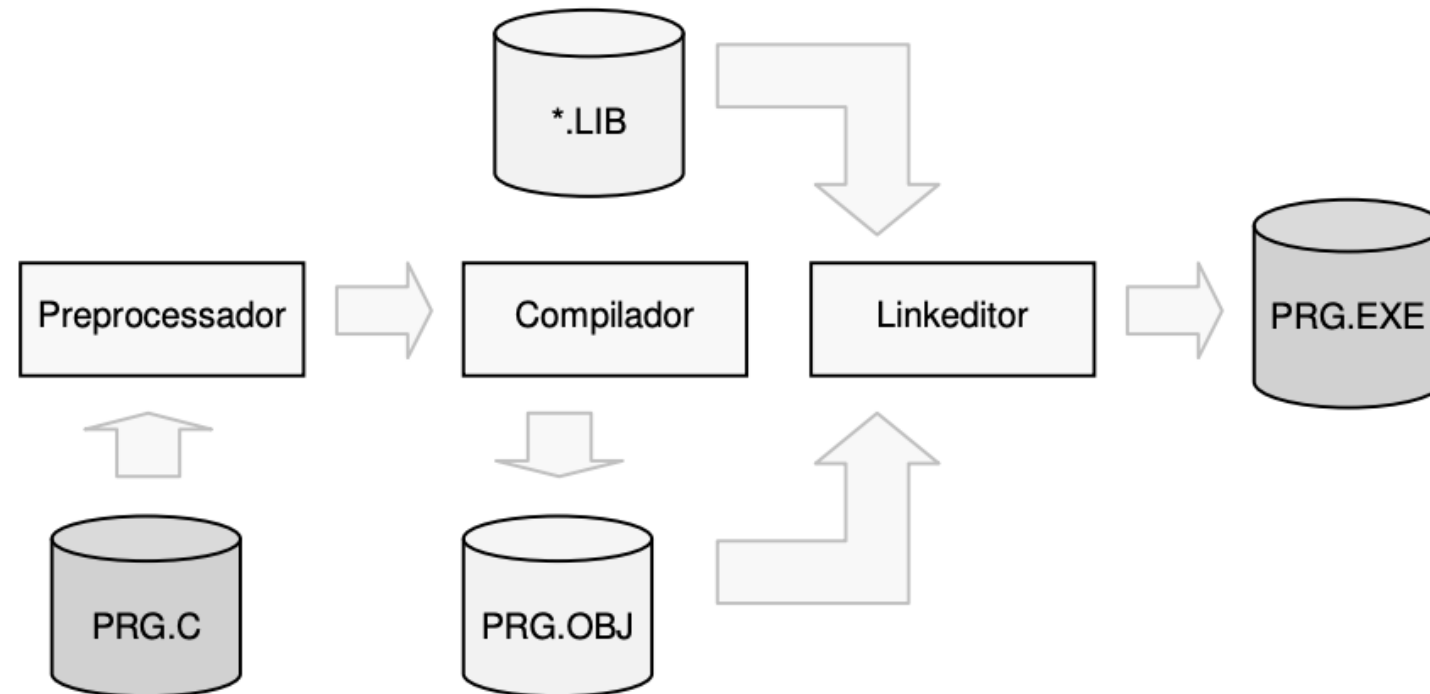 *.LIB
Preprocessador
Compilador
Linkeditor
PRG.EXE
PRG.C
PRG.OBJ